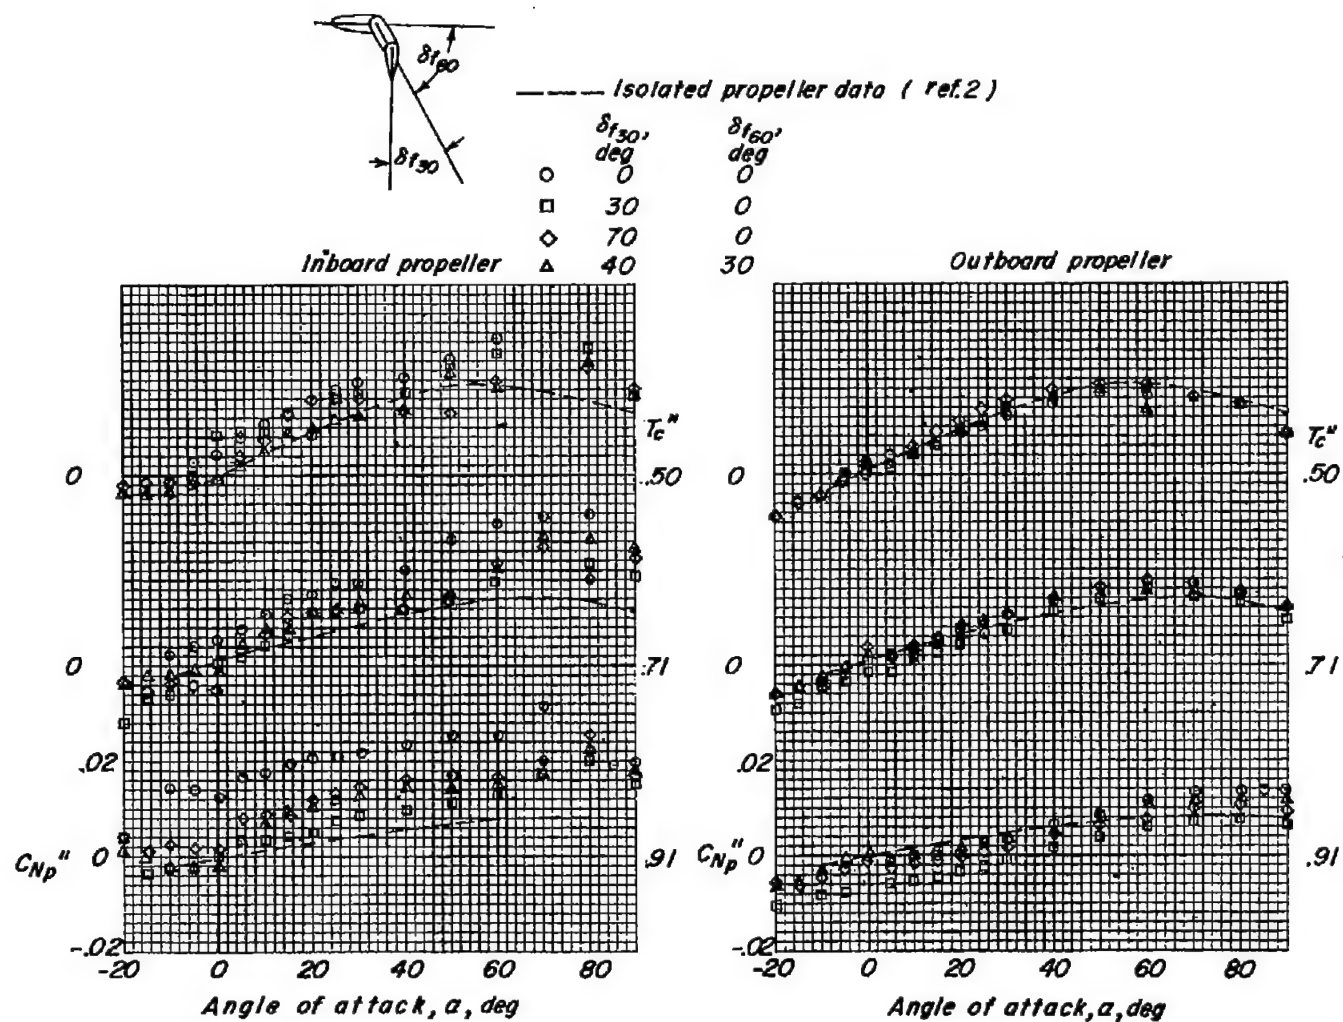 δf60
δf30
Isolated propeller data ( ref.2 )
δf30, δf60,
deg deg
0 0
30 0
70 0
40 30
Inboard propeller
Outboard propeller
Tc"
0 .50
0 .71
.02
CNp" 0 .91
-.02
-20 0 20 40 60 80
Angle of attack, α, deg
Tc"
0 .50
0 .71
.02
CNp" 0 .91
-.02
-20 0 20 40 60 80
Angle of attack, α, deg